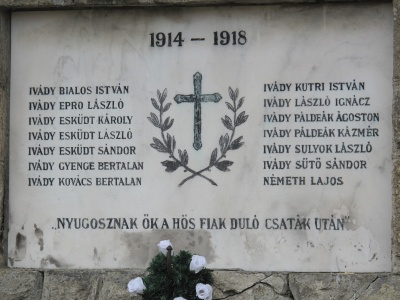 1914 – 1918
IVÁDY BIALOS ISTVÁN
IVÁDY EPRO LÁSZLÓ
IVÁDY ESKÜDT KÁROLY
IVÁDY ESKÜDT LÁSZLÓ
IVÁDY ESKÜDT SÁNDOR
IVÁDY GYENGE BERTALAN
IVÁDY KOVÁCS BERTALAN
IVÁDY KUTRI ISTVÁN
IVÁDY LÁSZLÓ IGNÁCZ
IVÁDY PÁLDEÁK ÁGOSTON
IVÁDY PÁLDEÁK KÁZMÉR
IVÁDY SULYOK LÁSZLÓ
IVÁDY SÜTŐ SÁNDOR
NÉMETH LAJOS
„NYUGOSZNAK ŐK A HŐS FIAK DULÓ CSATÁK UTÁN"